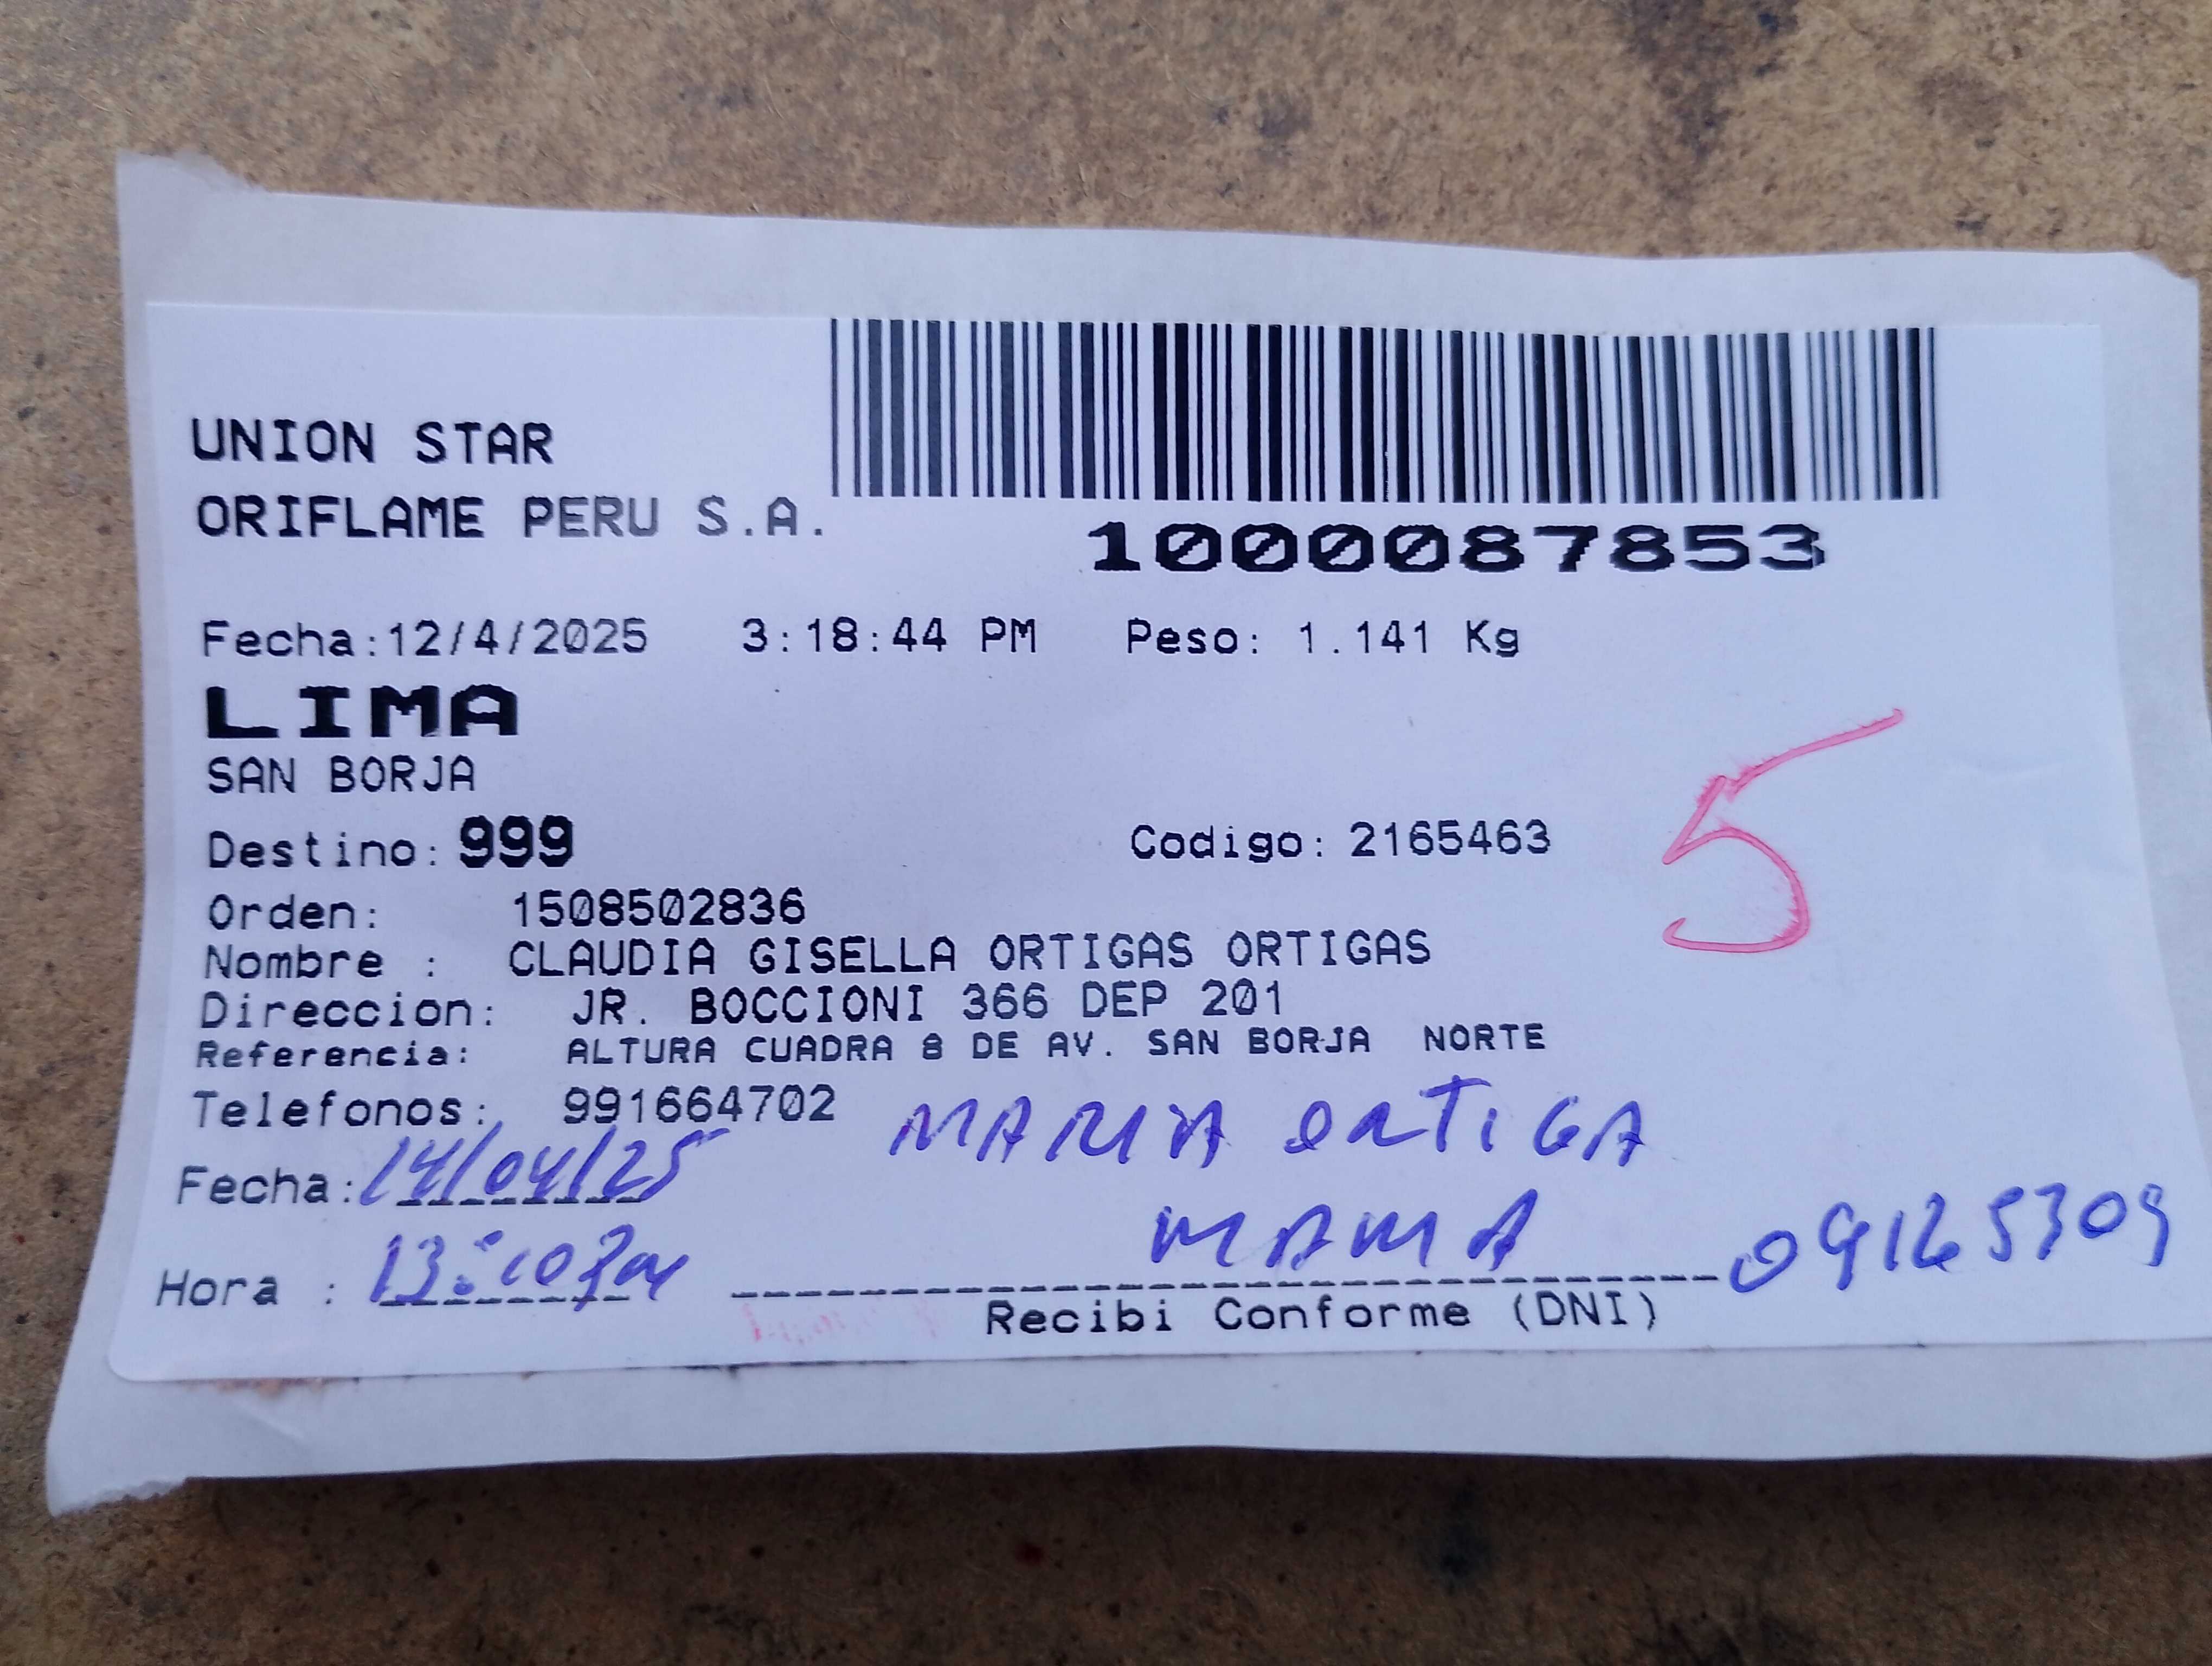 UNION STAR
ORIFLAME PERU S.A.
1000087853
Fecha:12/4/2025 3:18:44 PM Peso: 1.141 Kg
LIMA
SAN BORJA
5
Destino: 999 Codigo: 2165463
Orden: 1508502836
Nombre : CLAUDIA GISELLA ORTIGAS ORTIGAS
Direccion: JR. BOCCIONI 366 DEP 201
Referencia: ALTURA CUADRA 8 DE AV. SAN BORJA NORTE
Telefonos: 991664702
MARIA ORTIGA
Fecha: 14/04/25
MAMA
Hora :
Recibi Conforme (DNI)